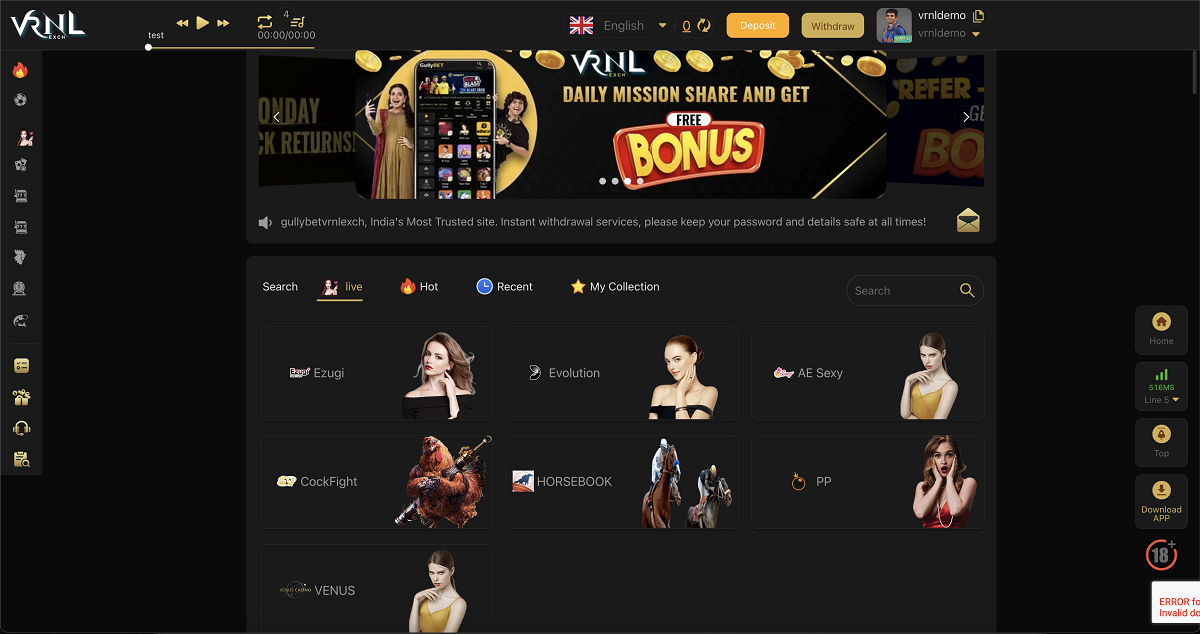 VRNL
EXCH
test
4
00:00/00:00
English
0
Deposit
Withdraw
vrnldemo
vrnldemo
ONDAY
CK RETURNS!
GullyBET
VRNL
EXCH
DAILY MISSION SHARE AND GET
FREE
BONUS
REFER -
BO
gullybetvrnlexch, India's Most Trusted site. Instant withdrawal services, please keep your password and details safe at all times!
Search
live
Hot
Recent
My Collection
Search
Ezugi
Ezugi
Evolution
AE Sexy
CockFight
HORSEBOOK
PP
VENUS CASINO
VENUS
Home
516MS
Line 5
Top
Download
APP
18+
ERROR fo
Invalid do